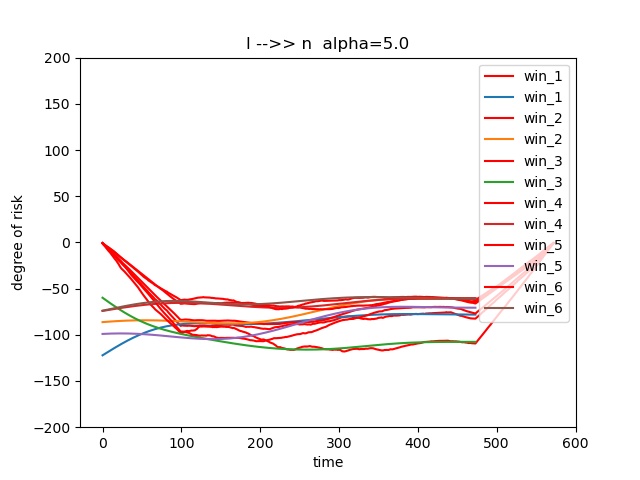 l -->> n  alpha=5.0
degree of risk
200
150
100
50
0
−50
−100
−150
−200
win_1
win_1
win_2
win_2
win_3
win_3
win_4
win_4
win_5
win_5
win_6
win_6
0 100 200 300 400 500 600
time